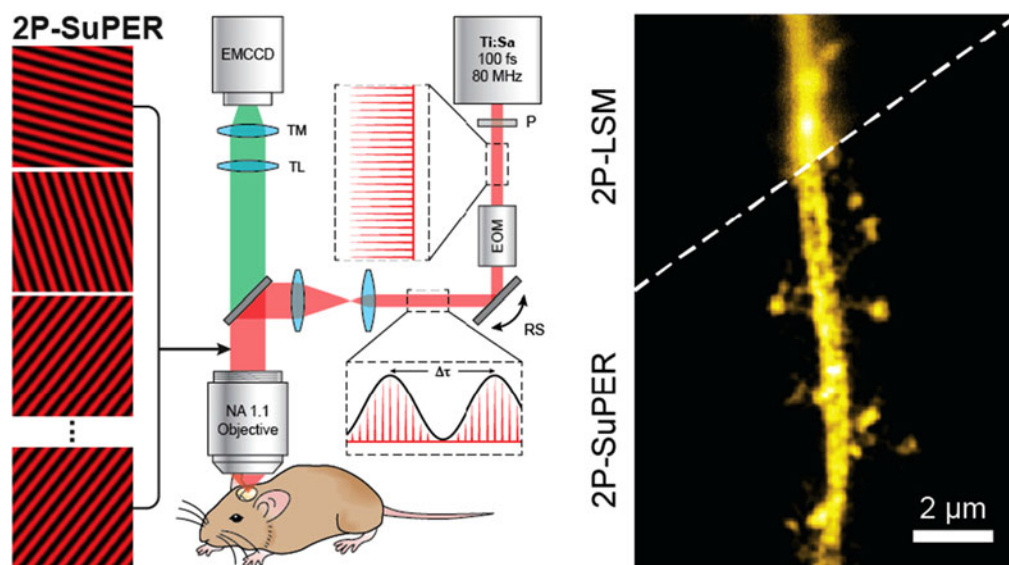 2P-SuPER
EMCCD
TM
TL
Ti:Sa
100 fs
80 MHz
P
EOM
RS
Δτ
NA 1.1
Objective
2P-LSM
2P-SuPER
2 µm